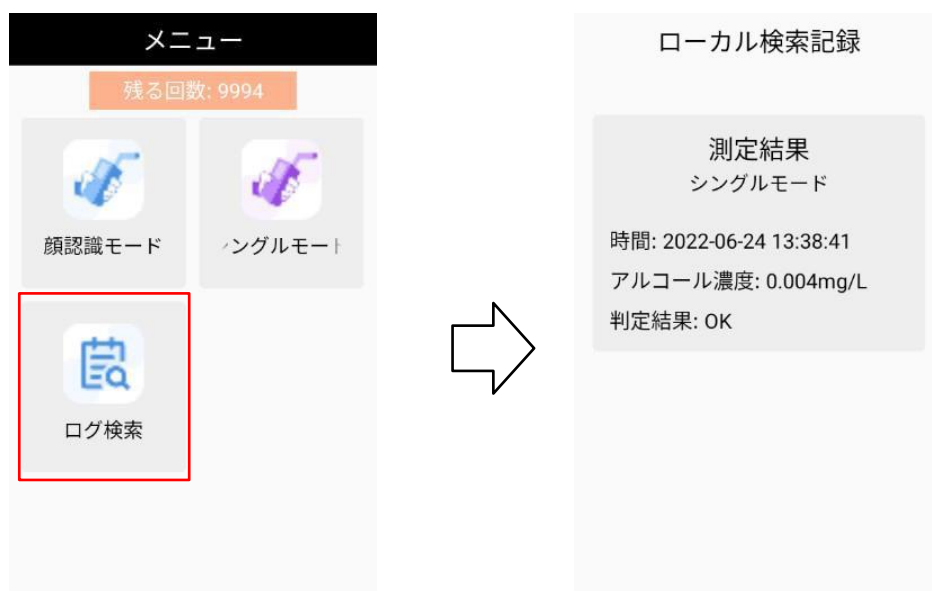 メニュー
残る回数: 9994
顔認識モード
ングルモー
ログ検索
ローカル検索記録
測定結果
シングルモード
時間: 2022-06-24 13:38:41
アルコール濃度: 0.004mg/L
判定結果: OK